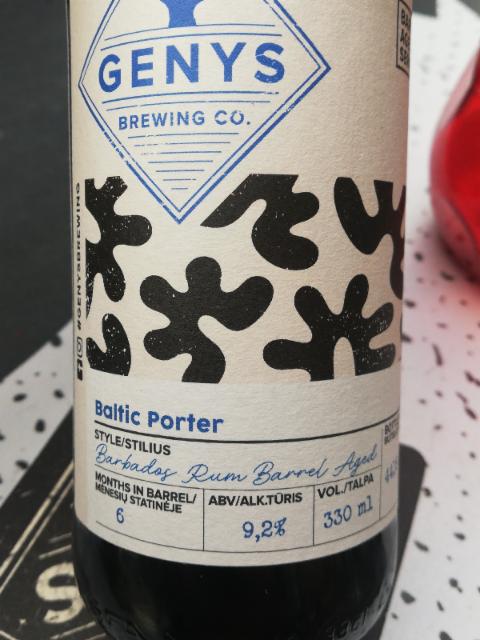 GENYS
BREWING CO.
#GENYSBREWING
Baltic Porter
STYLE/STILIUS
Barbados Rum Barrel Aged
MONTHS IN BARREL/
MĖNESIŲ STATINĖJE
6
ABV/ALK.TŪRIS
9,2%
VOL./TALPA
330 ml